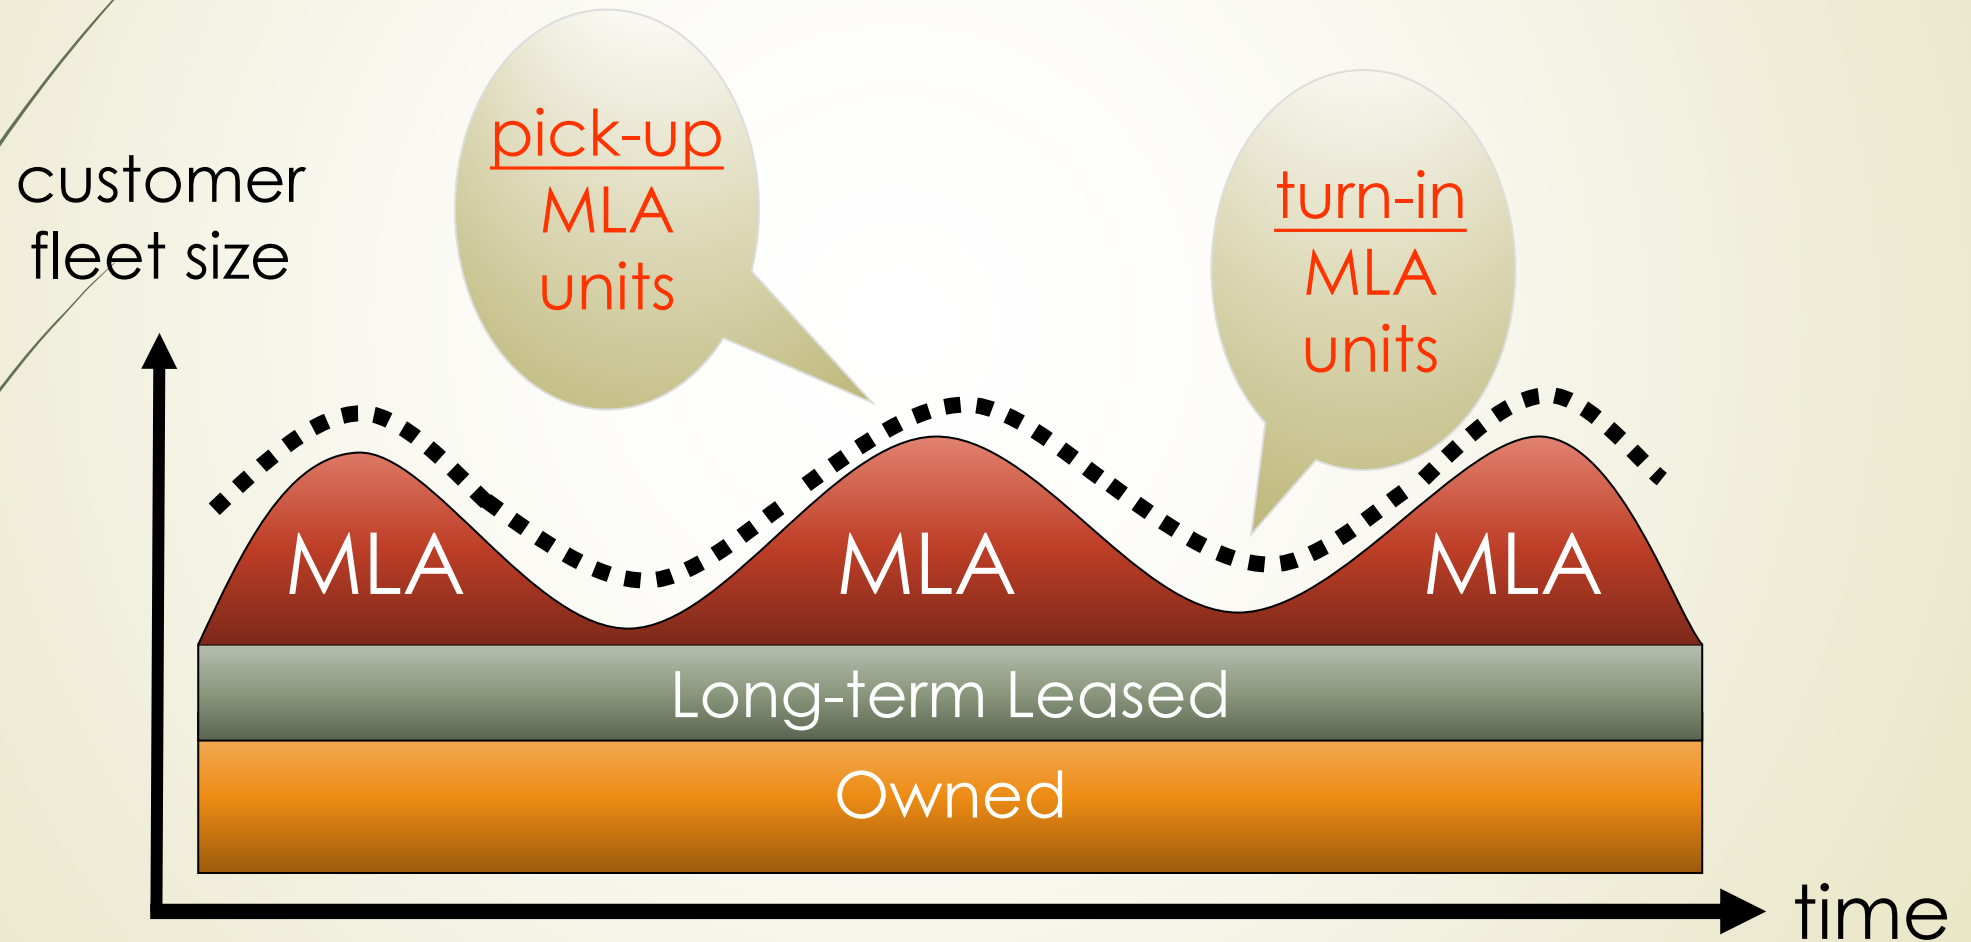 customer
fleet size
pick-up
MLA
units
turn-in
MLA
units
MLA
MLA
MLA
Long-term Leased
Owned
time